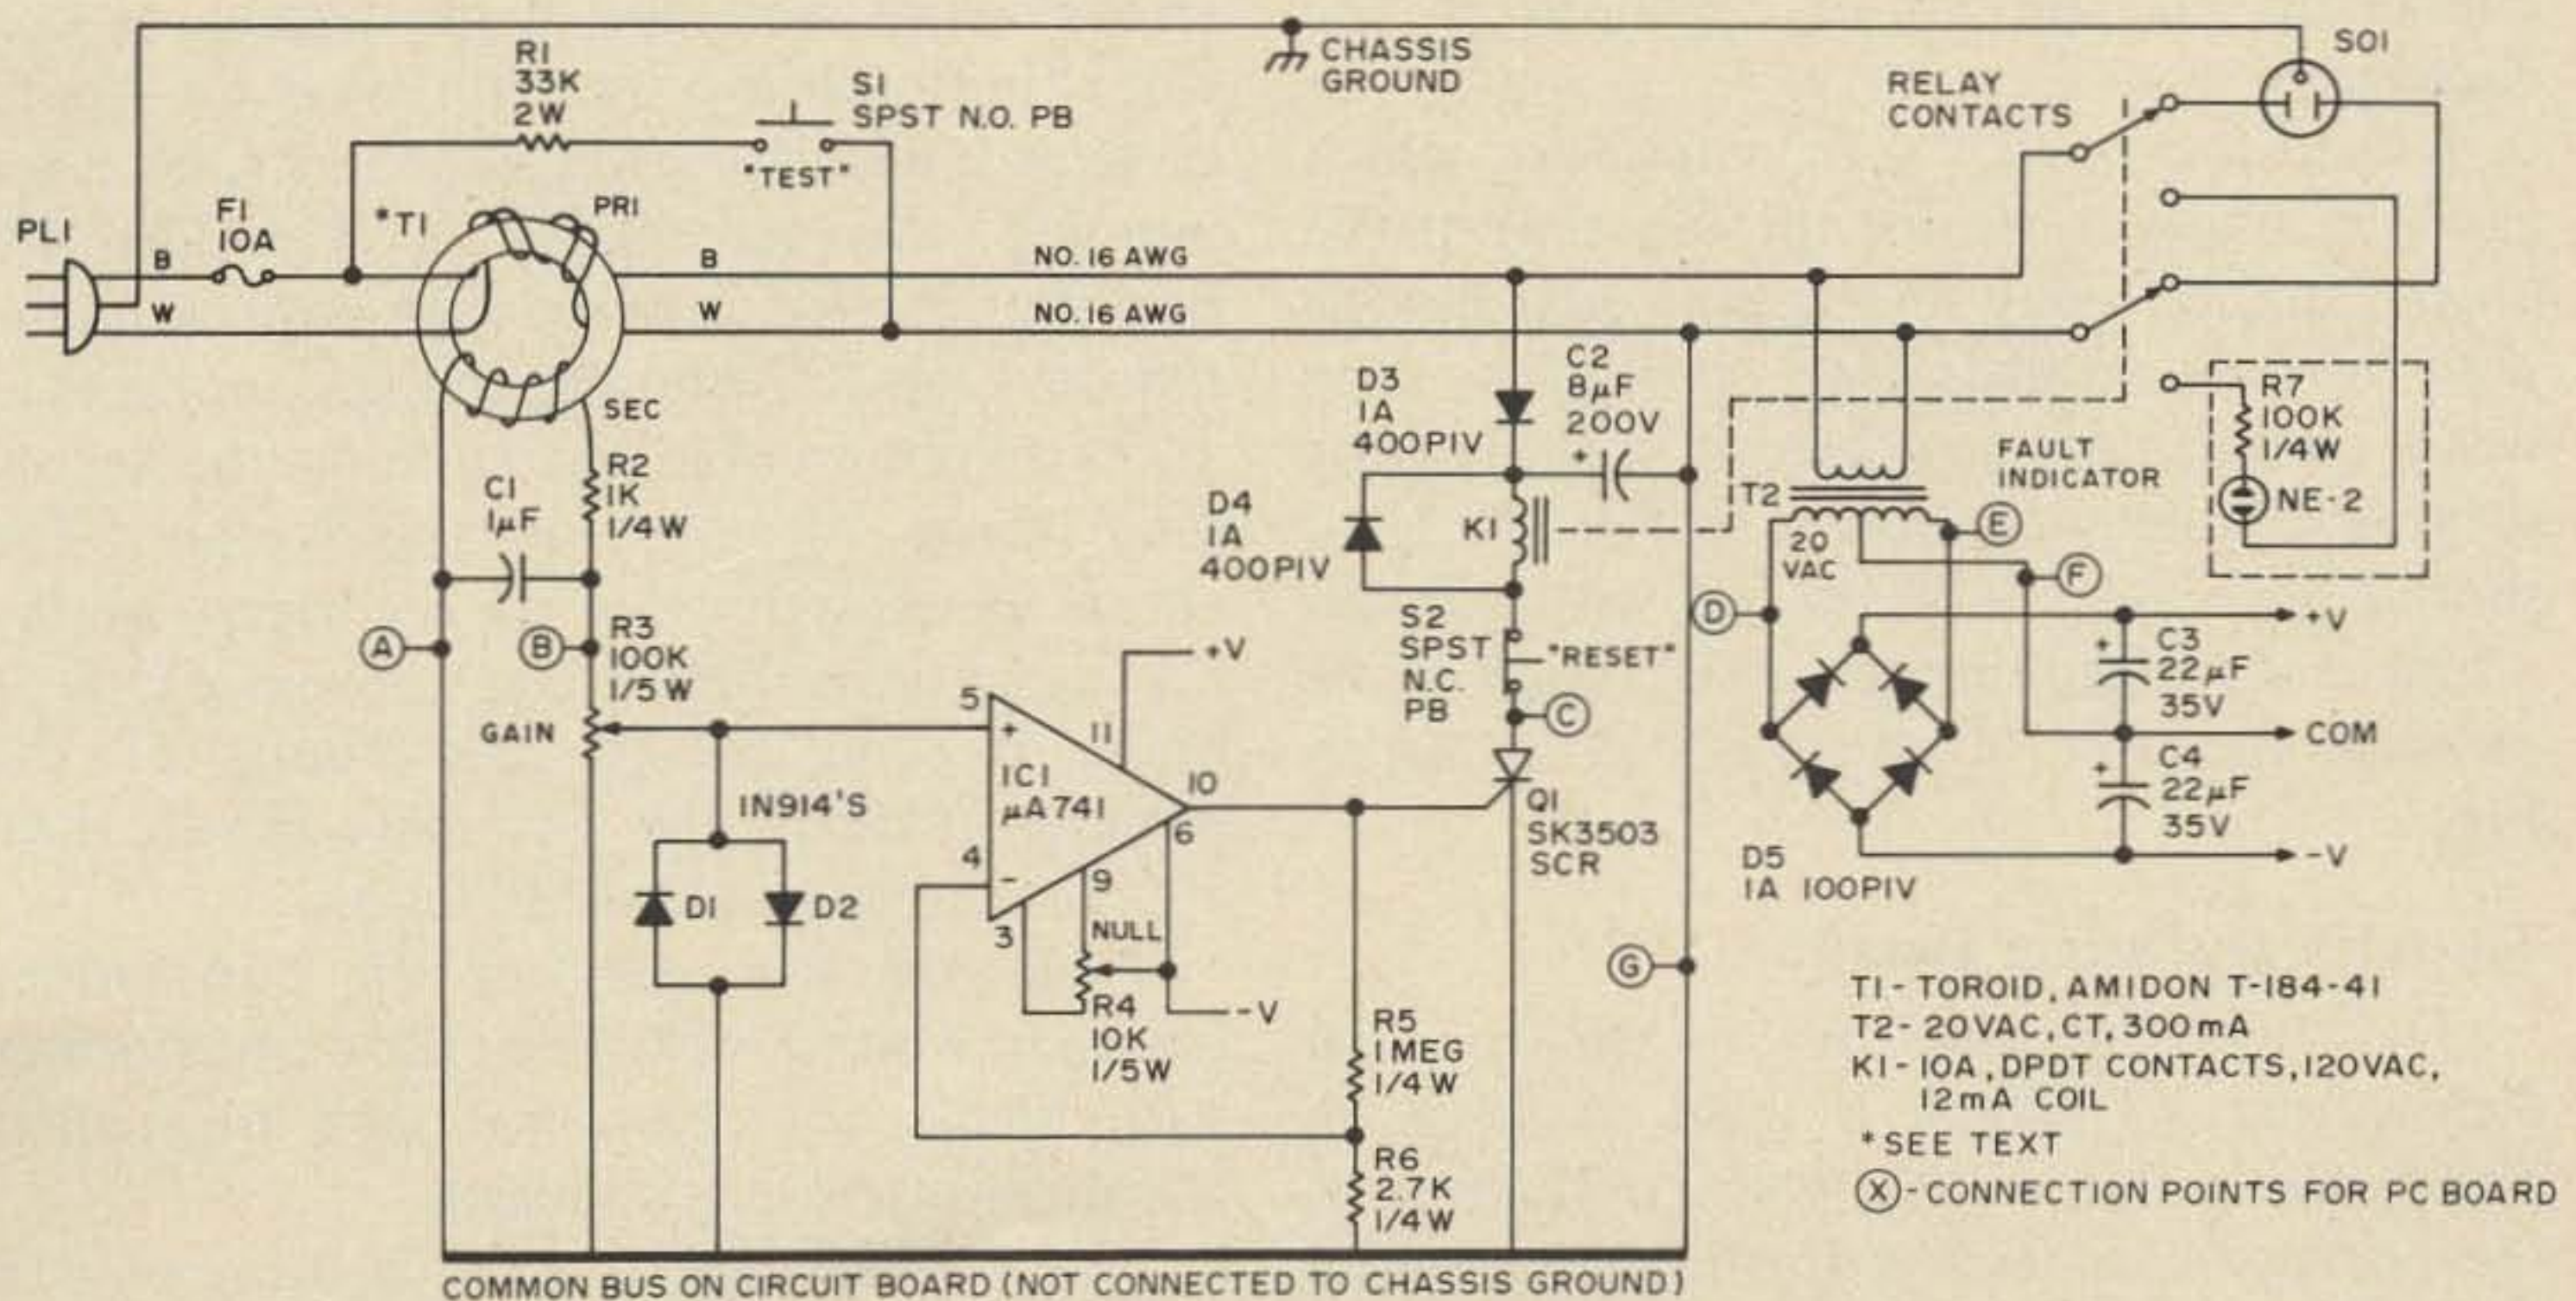 CHASSIS
GROUND
SO1
RELAY
CONTACTS
R1
33K
2W
S1
SPST N.O. PB
"TEST"
PL1
F1
10A
*T1
PRI
B
W
B
W
NO. 16 AWG
NO. 16 AWG
SEC
R2
1K
1/4W
C1
1µF
A
B
R3
100K
1/5W
GAIN
1N914'S
D1
D2
5
+
4
-
IC1
µA741
11
+V
10
6
9
3
NULL
R4
10K
1/5W
-V
D3
1A
400PIV
C2
8µF
200V
+
D4
1A
400PIV
K1
S2
SPST
N.C.
PB
"RESET"
C
Q1
SK3503
SCR
R5
1MEG
1/4W
R6
2.7K
1/4W
G
T2
20
VAC
D
E
F
FAULT
INDICATOR
R7
100K
1/4W
NE-2
+V
+
C3
22µF
35V
COM
+
C4
22µF
35V
-V
D5
1A 100PIV
T1- TOROID, AMIDON T-184-41
T2- 20VAC, CT, 300mA
K1- 10A, DPDT CONTACTS, 120VAC,
12mA COIL
*SEE TEXT
X - CONNECTION POINTS FOR PC BOARD
COMMON BUS ON CIRCUIT BOARD (NOT CONNECTED TO CHASSIS GROUND)